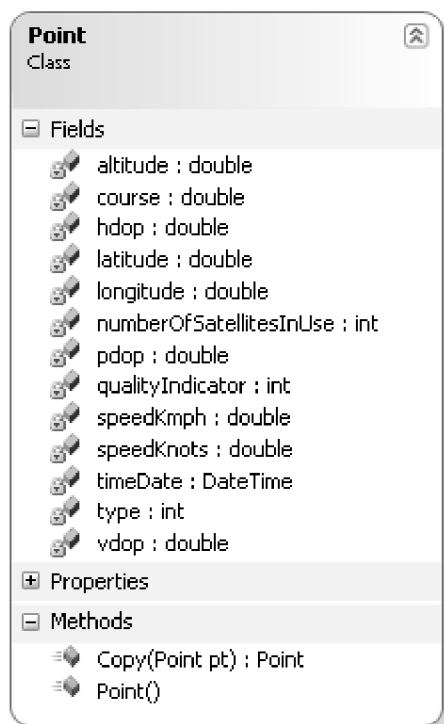 Point
Class
Fields
altitude : double
course : double
hdop : double
latitude : double
longitude : double
numberOfSatellitesInUse : int
pdop : double
qualityIndicator : int
speedKmph : double
speedKnots : double
timeDate : DateTime
type : int
vdop : double
Properties
Methods
Copy(Point pt) : Point
Point()